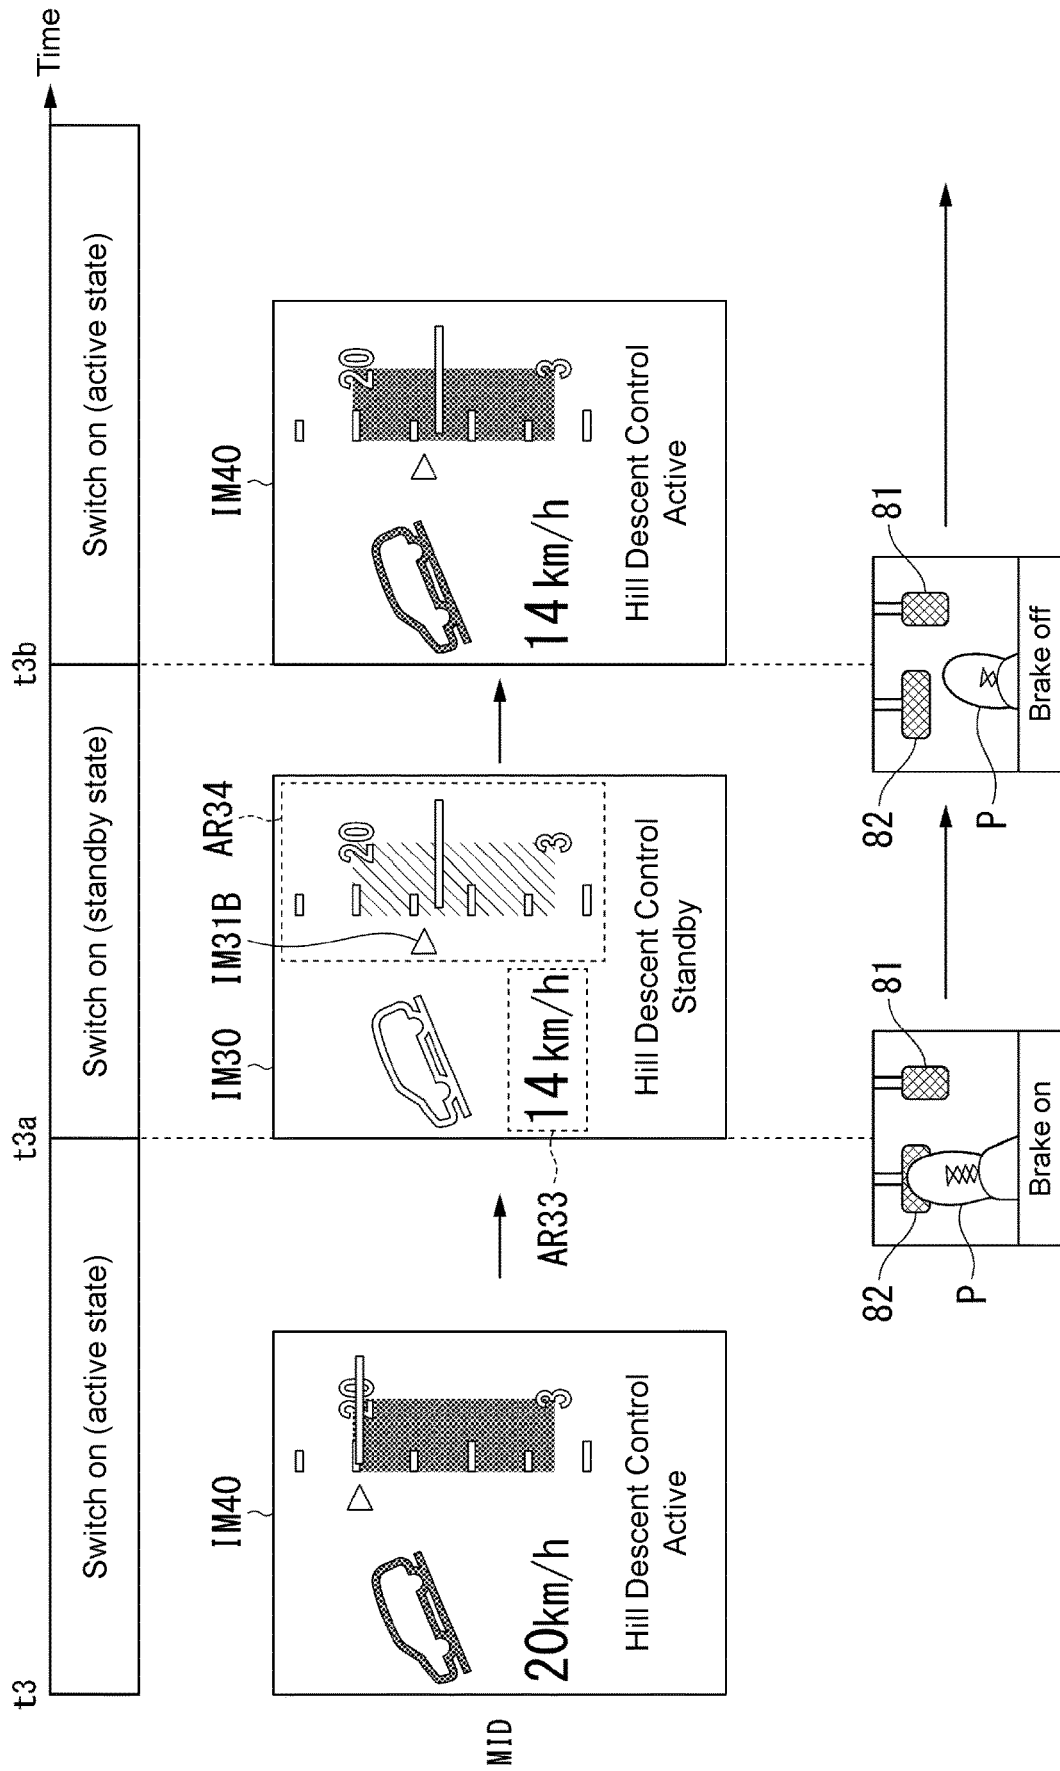 t3
t3a
t3b
Time
Switch on (active state)
Switch on (standby state)
Switch on (active state)
MID
IM40
20
3
20km/h
Hill Descent Control
Active
IM30
IM31B
AR34
20
3
14 km/h
AR33
Hill Descent Control
Standby
IM40
20
3
14 km/h
Hill Descent Control
Active
82
81
P
Brake on
82
81
P
Brake off